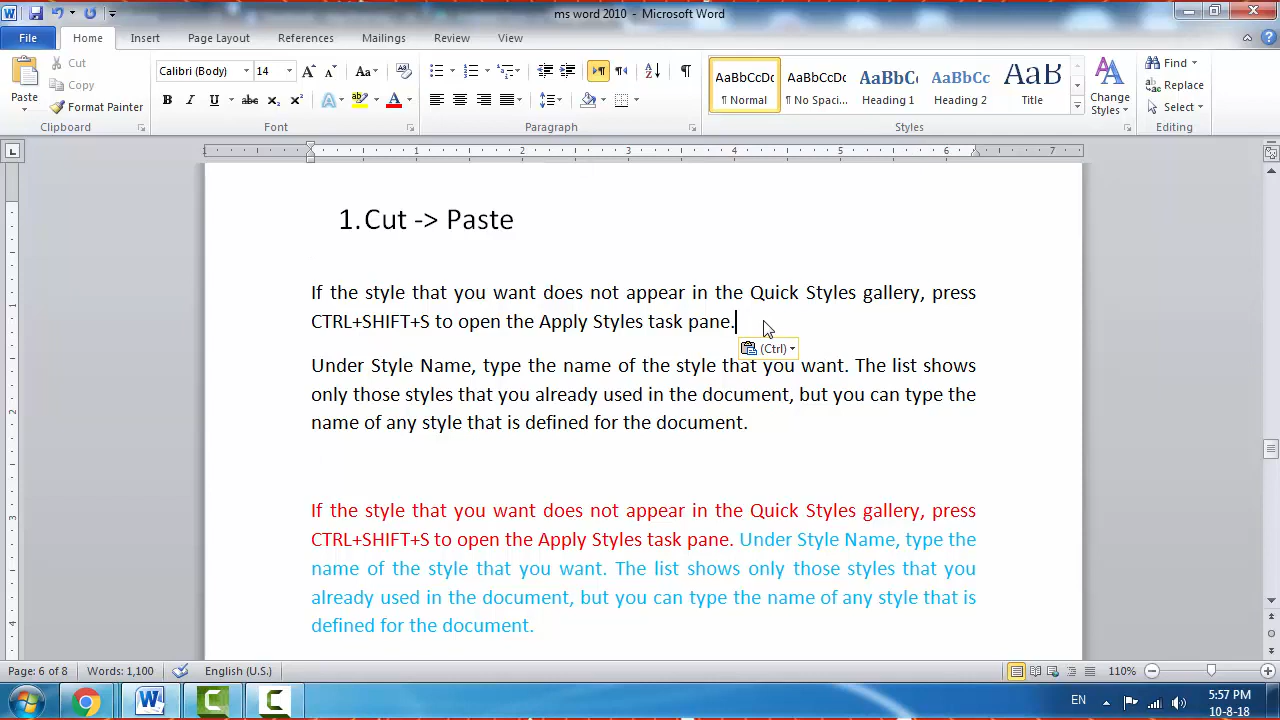 ms word 2010 - Microsoft Word
File Home Insert Page Layout References Mailings Review View
Paste
Cut
Copy
Format Painter
Clipboard
Calibri (Body) 14
Font
Paragraph
AaBbCcDc AaBbCcDc AaBbCc AaBbCc AaB
¶ Normal ¶ No Spaci... Heading 1 Heading 2 Title
Change Styles
Styles
Find
Replace
Select
Editing
1 1 2 3 4 5 6 7
1. Cut -> Paste
If the style that you want does not appear in the Quick Styles gallery, press
CTRL+SHIFT+S to open the Apply Styles task pane.
(Ctrl)
Under Style Name, type the name of the style that you want. The list shows
only those styles that you already used in the document, but you can type the
name of any style that is defined for the document.
If the style that you want does not appear in the Quick Styles gallery, press
CTRL+SHIFT+S to open the Apply Styles task pane. Under Style Name, type the
name of the style that you want. The list shows only those styles that you
already used in the document, but you can type the name of any style that is
defined for the document.
Page: 6 of 8 Words: 1,100 English (U.S.) 110%
EN 5:57 PM
10-8-18